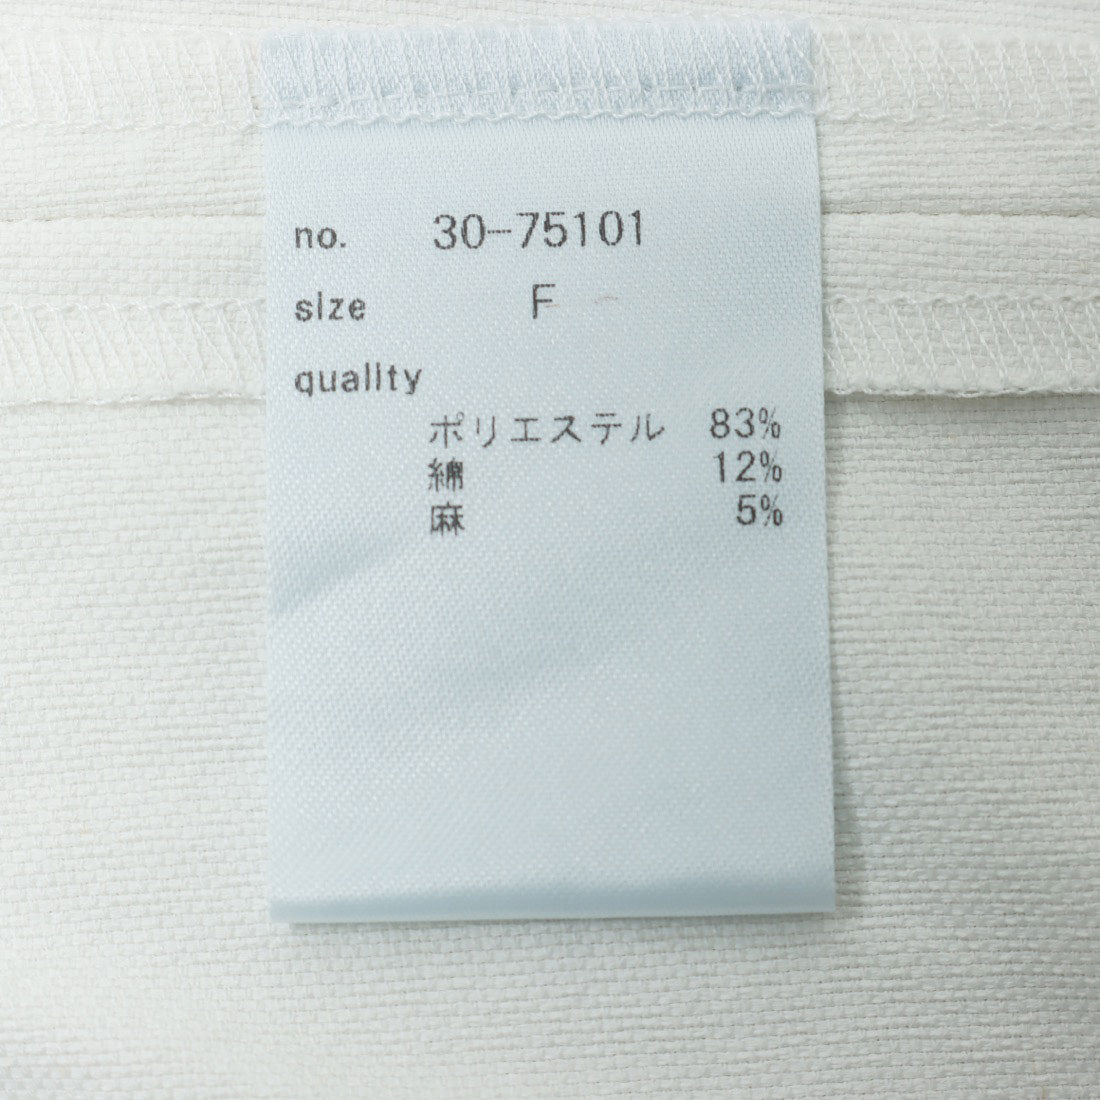 no. 30-75101
size F
quality
ポリエステル 83%
綿 12%
麻 5%